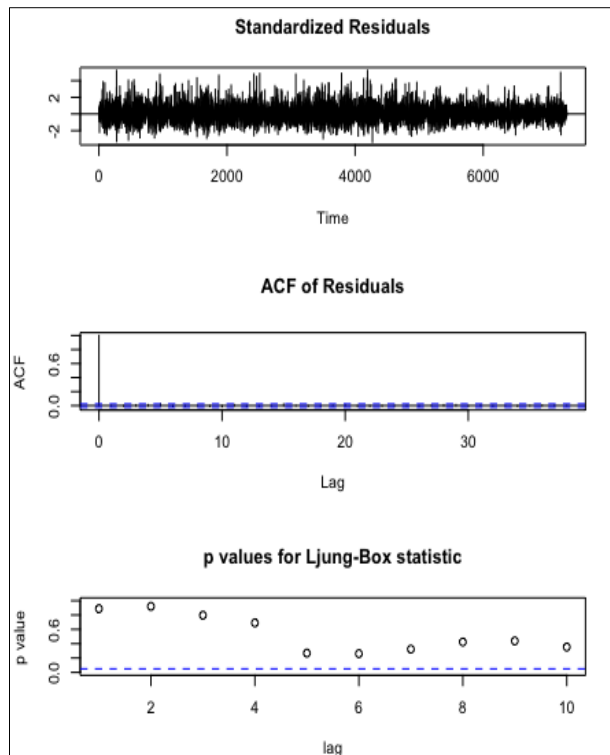 Standardized Residuals
2
-2
0 2000 4000 6000
Time
ACF of Residuals
ACF
0.6
0.0
0 10 20 30
Lag
p values for Ljung-Box statistic
p value
0.6
0.0
2 4 6 8 10
lag